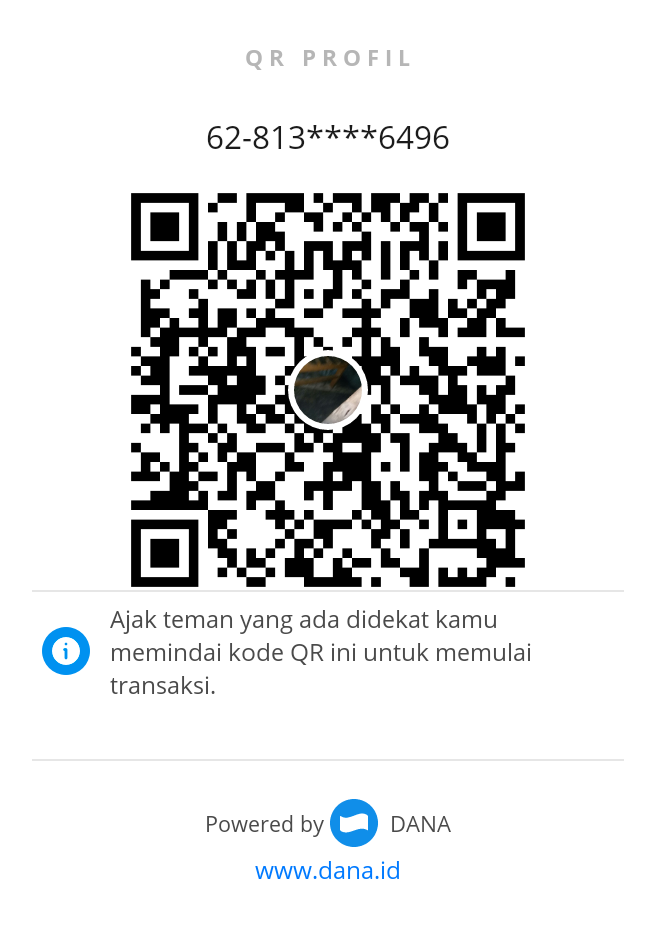 QR PROFIL
62-813****6496
Ajak teman yang ada didekat kamu
memindai kode QR ini untuk memulai
transaksi.
Powered by DANA
www.dana.id